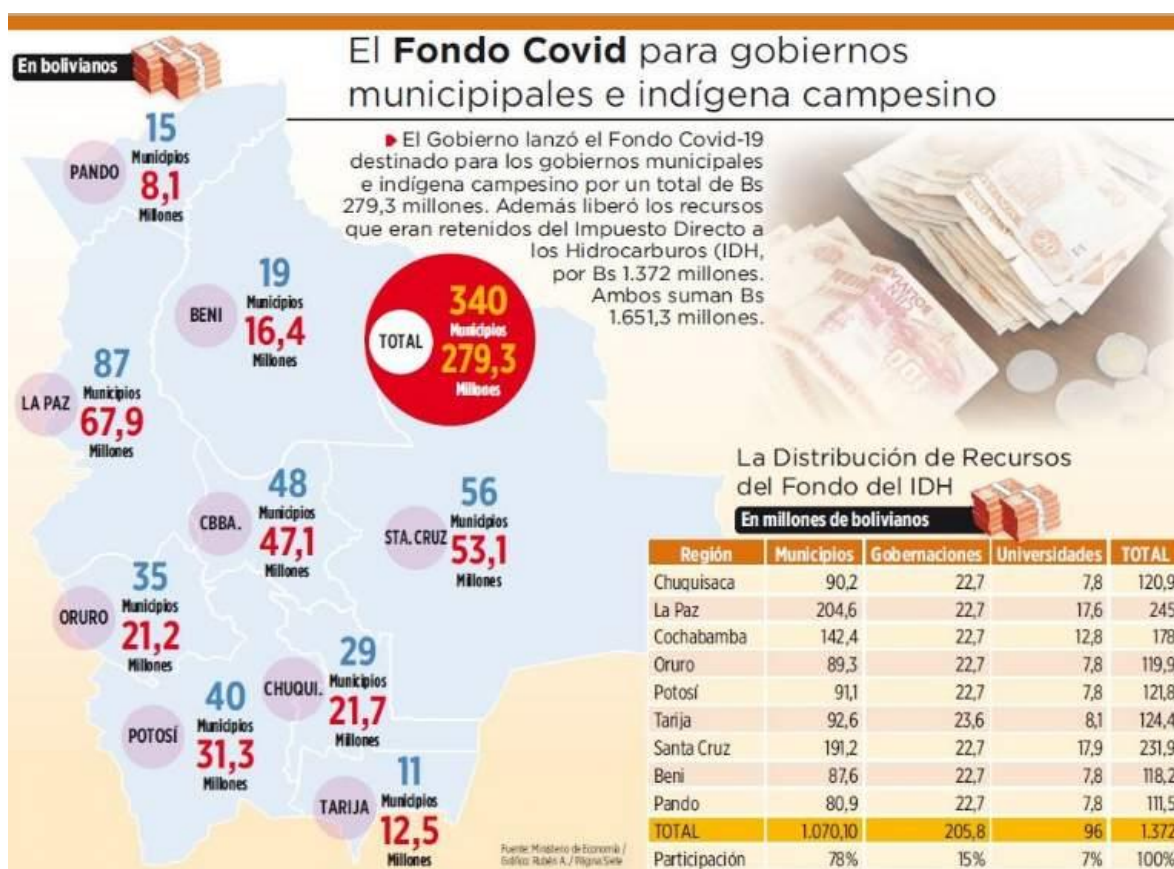 El Fondo Covid para gobiernos
municipipales e indígena campesino
En bolivianos
El Gobierno lanzó el Fondo Covid-19
destinado para los gobiernos municipales
e indígena campesino por un total de Bs
279,3 millones. Además liberó los recursos
que eran retenidos del Impuesto Directo a
los Hidrocarburos (IDH,
por Bs 1.372 millones.
Ambos suman Bs
1.651,3 millones.
PANDO
15
Municipios
8,1
Millones
BENI
19
Municipios
16,4
Millones
TOTAL
340
Municipios
279,3
Millones
LA PAZ
87
Municipios
67,9
Millones
CBBA.
48
Municipios
47,1
Millones
STA. CRUZ
56
Municipios
53,1
Millones
ORURO
35
Municipios
21,2
Millones
CHUQUI.
29
Municipios
21,7
Millones
POTOSÍ
40
Municipios
31,3
Millones
TARIJA
11
Municipios
12,5
Millones
Fuente: Ministerio de Economía /
Gráfico: Rubén A. / Página Siete
La Distribución de Recursos
del Fondo del IDH
En millones de bolivianos
Región Municipios Gobernaciones Universidades TOTAL
Chuquisaca 90,2 22,7 7,8 120,9
La Paz 204,6 22,7 17,6 245
Cochabamba 142,4 22,7 12,8 178
Oruro 89,3 22,7 7,8 119,9
Potosí 91,1 22,7 7,8 121,8
Tarija 92,6 23,6 8,1 124,4
Santa Cruz 191,2 22,7 17,9 231,9
Beni 87,6 22,7 7,8 118,2
Pando 80,9 22,7 7,8 111,5
TOTAL 1.070,10 205,8 96 1.372
Participación 78% 15% 7% 100%